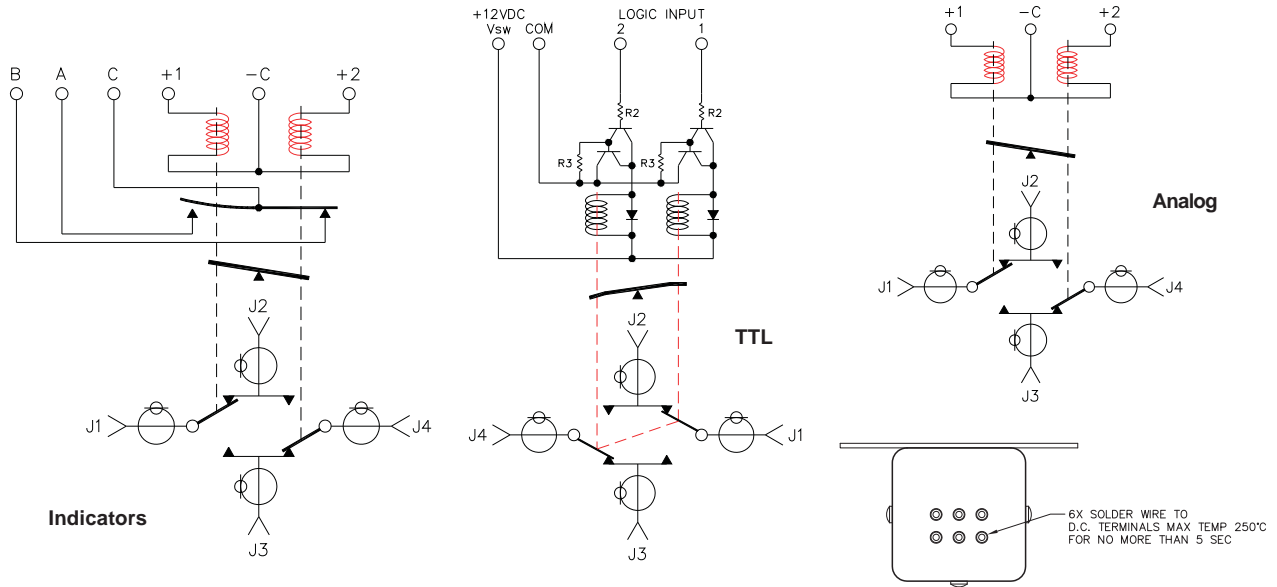 B A C +1 −C +2
J2
J1
J4
J3
Indicators
+12VDC
Vsw COM
LOGIC INPUT
2 1
R2 R2
R3 R3
J2
J4
J1
J3
TTL
+1 −C +2
J2
J1
J4
J3
Analog
6X SOLDER WIRE TO
D.C. TERMINALS MAX TEMP 250°C
FOR NO MORE THAN 5 SEC